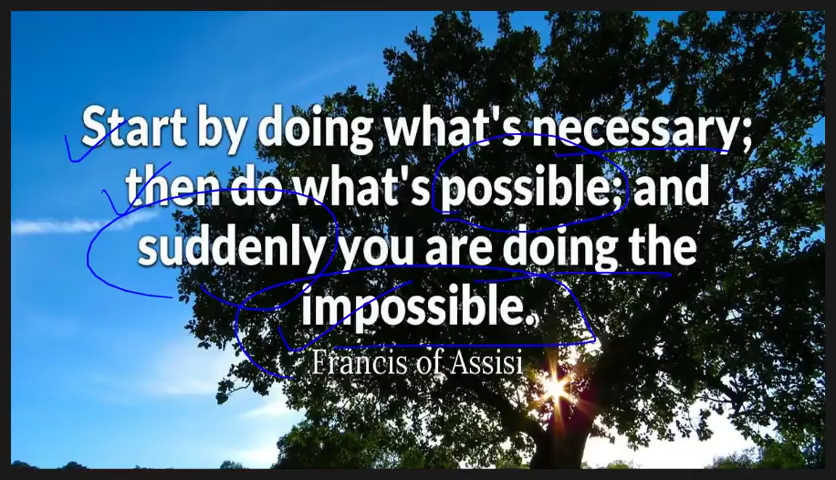 Start by doing what's necessary;
then do what's possible; and
suddenly you are doing the
impossible.
Francis of Assisi